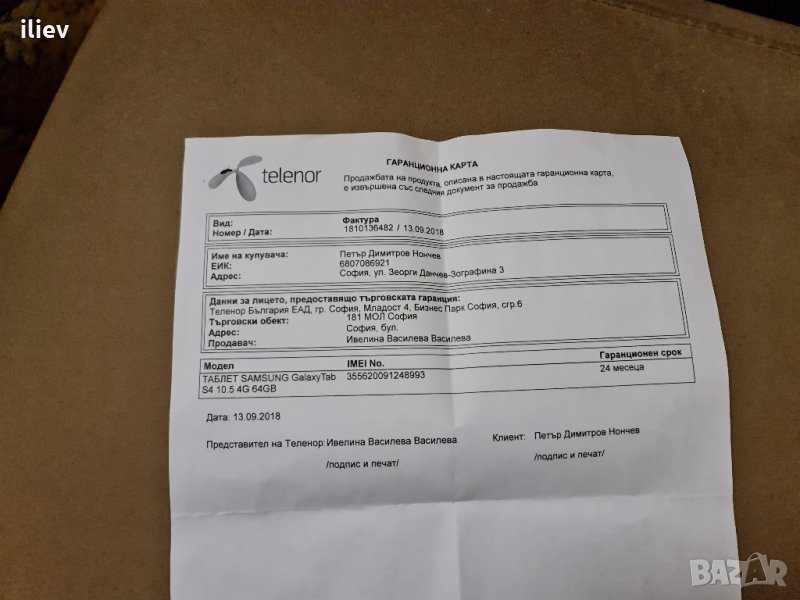 iliev
telenor
ГАРАНЦИОННА КАРТА
Продажбата на продукта, описана в настоящата гаранционна карта,
е извършена със следния документ за продажба
Вид: Фактура
Номер / Дата: 1810136482 / 13.09.2018
Име на купувача: Петър Димитров Нончев
ЕИК: 6807086921
Адрес: София, ул. Зеорги Данчев-Зографина 3
Данни за лицето, предоставящо търговската гаранция:
Теленор България ЕАД, гр. София, Младост 4, Бизнес Парк София, сгр.6
Търговски обект: 181 МОЛ София
Адрес: София, бул.
Продавач: Ивелина Василева Василева
Модел IMEI No. Гаранционен срок
ТАБЛЕТ SAMSUNG GalaxyTab 355620091248993 24 месеца
S4 10.5 4G 64GB
Дата: 13.09.2018
Представител на Теленор: Ивелина Василева Василева Клиент: Петър Димитров Нончев
/подпис и печат/ /подпис и печат/
BAZAR